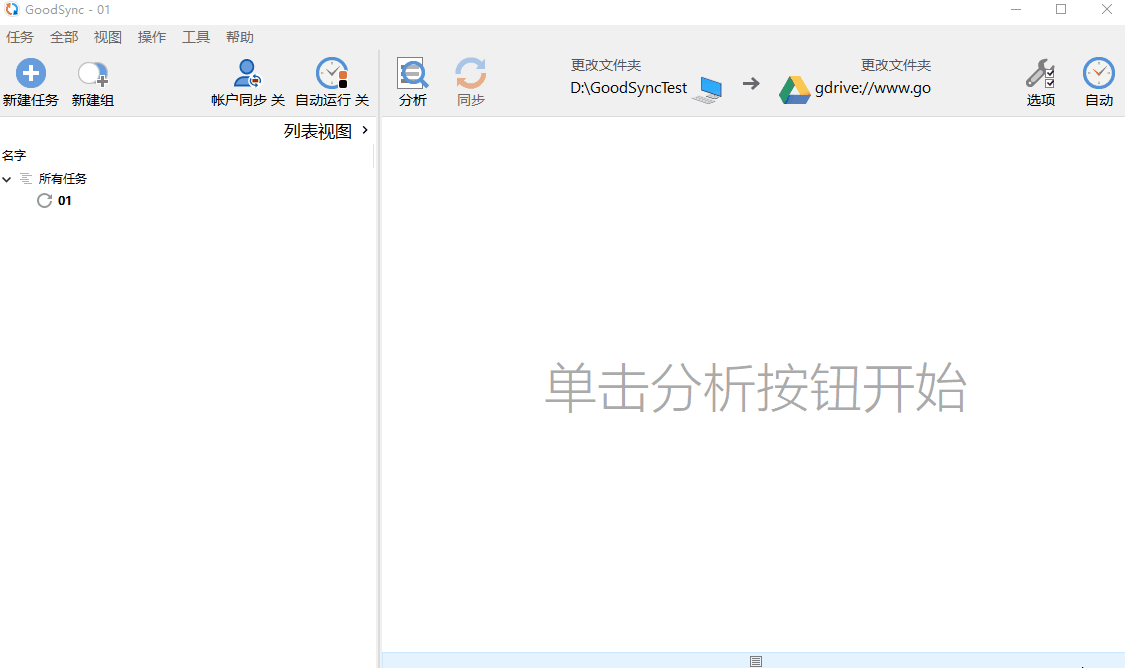 GoodSync - 01
任务 全部 视图 操作 工具 帮助
新建任务 新建组 帐户同步 关 自动运行 关 分析 同步
更改文件夹 更改文件夹
D:\GoodSyncTest gdrive://www.go
选项 自动
列表视图
名字
所有任务
01
单击分析按钮开始